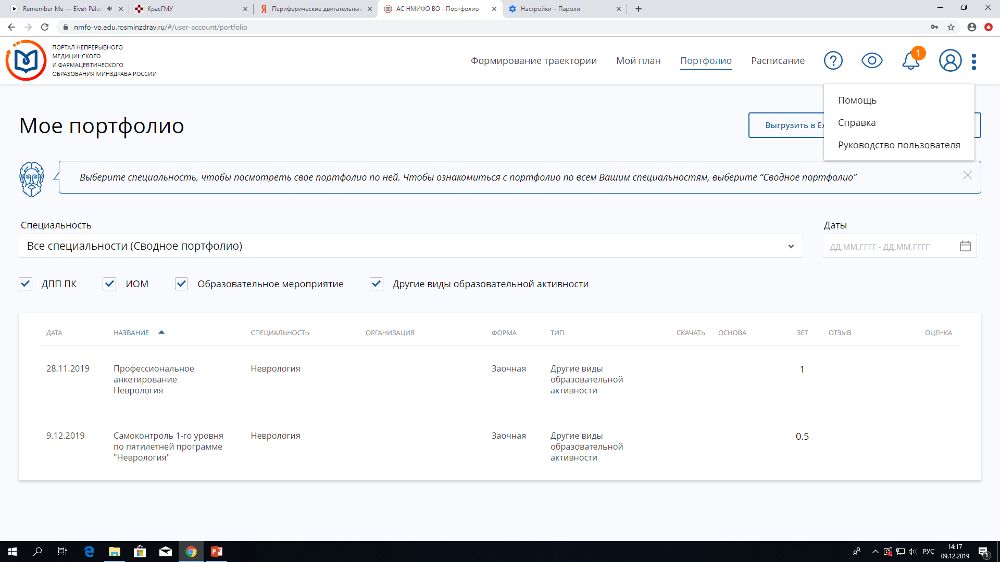 Remember Me — Eivør Pálsd
КрасГМУ
Периферические двигательные
АС НМИФО ВО - Портфолио
Настройки – Пароли
nmfo-vo.edu.rosminzdrav.ru/#/user-account/portfolio
ПОРТАЛ НЕПРЕРЫВНОГО
МЕДИЦИНСКОГО
И ФАРМАЦЕВТИЧЕСКОГО
ОБРАЗОВАНИЯ МИНЗДРАВА РОССИИ
Формирование траектории
Мой план
Портфолио
Расписание
1
Помощь
Справка
Руководство пользователя
Мое портфолио
Выгрузить в Ex
Выберите специальность, чтобы посмотреть свое портфолио по ней. Чтобы ознакомиться с портфолио по всем Вашим специальностям, выберите “Сводное портфолио”
Специальность
Даты
Все специальности (Сводное портфолио)
ДД.ММ.ГГГГ - ДД.ММ.ГГГГ
ДПП ПК
ИОМ
Образовательное мероприятие
Другие виды образовательной активности
ДАТА
НАЗВАНИЕ
СПЕЦИАЛЬНОСТЬ
ОРГАНИЗАЦИЯ
ФОРМА
ТИП
СКАЧАТЬ
ОСНОВА
ЗЕТ
ОТЗЫВ
ОЦЕНКА
28.11.2019
Профессиональное
анкетирование
Неврология
Неврология
Заочная
Другие виды
образовательной
активности
1
9.12.2019
Самоконтроль 1-го уровня
по пятилетней программе
"Неврология"
Неврология
Заочная
Другие виды
образовательной
активности
0.5
РУС
14:17
09.12.2019
1